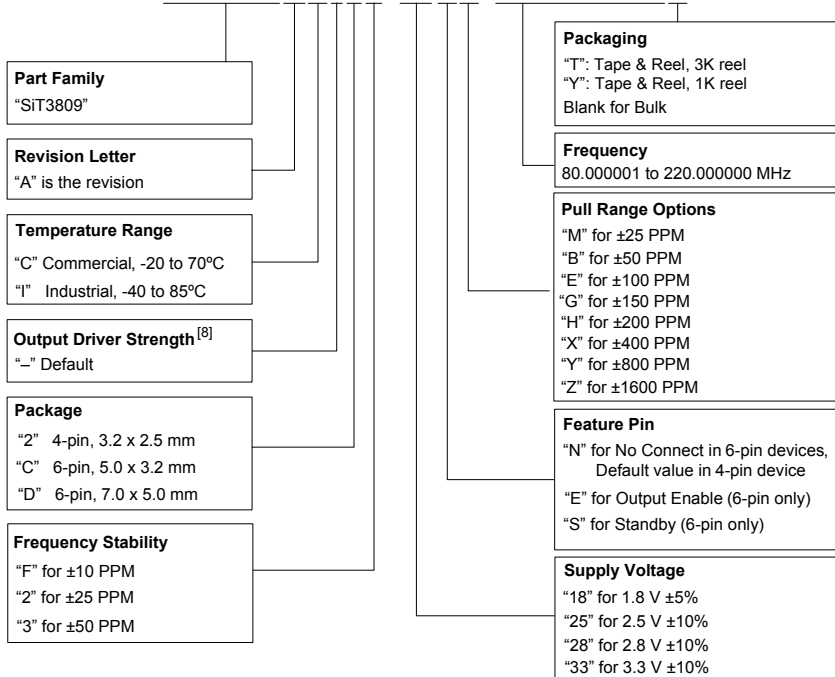 Part Family
“SiT3809”
Revision Letter
“A” is the revision
Temperature Range
“C” Commercial, -20 to 70ºC
“I” Industrial, -40 to 85ºC
Output Driver Strength[8]
“–” Default
Package
“2” 4-pin, 3.2 x 2.5 mm
“C” 6-pin, 5.0 x 3.2 mm
“D” 6-pin, 7.0 x 5.0 mm
Frequency Stability
“F” for ±10 PPM
“2” for ±25 PPM
“3” for ±50 PPM
Packaging
“T”: Tape & Reel, 3K reel
“Y”: Tape & Reel, 1K reel
Blank for Bulk
Frequency
80.000001 to 220.000000 MHz
Pull Range Options
“M” for ±25 PPM
“B” for ±50 PPM
“E” for ±100 PPM
“G” for ±150 PPM
“H” for ±200 PPM
“X” for ±400 PPM
“Y” for ±800 PPM
“Z” for ±1600 PPM
Feature Pin
“N” for No Connect in 6-pin devices,
Default value in 4-pin device
“E” for Output Enable (6-pin only)
“S” for Standby (6-pin only)
Supply Voltage
“18” for 1.8 V ±5%
“25” for 2.5 V ±10%
“28” for 2.8 V ±10%
“33” for 3.3 V ±10%